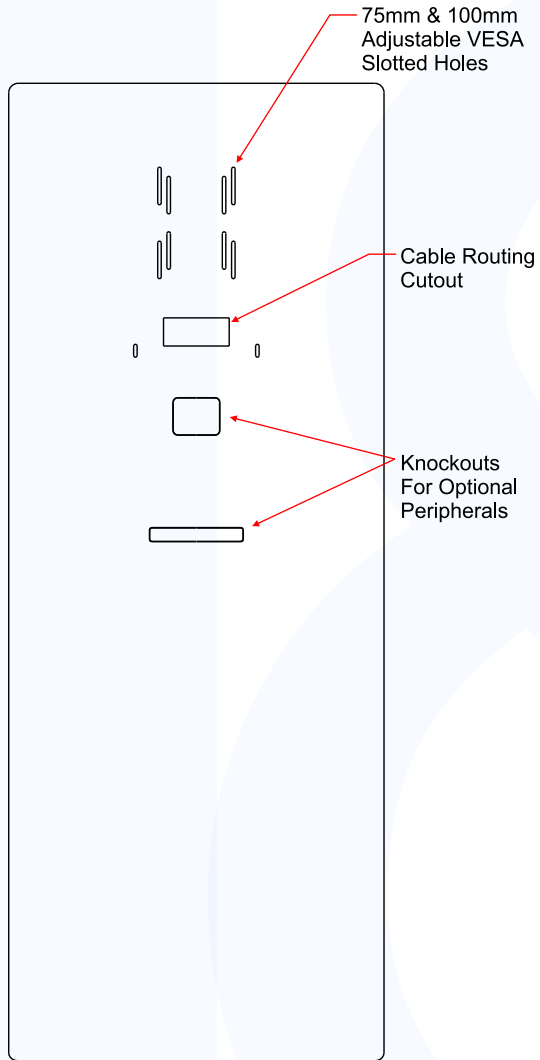 75mm & 100mm
Adjustable VESA
Slotted Holes
Cable Routing
Cutout
Knockouts
For Optional
Peripherals